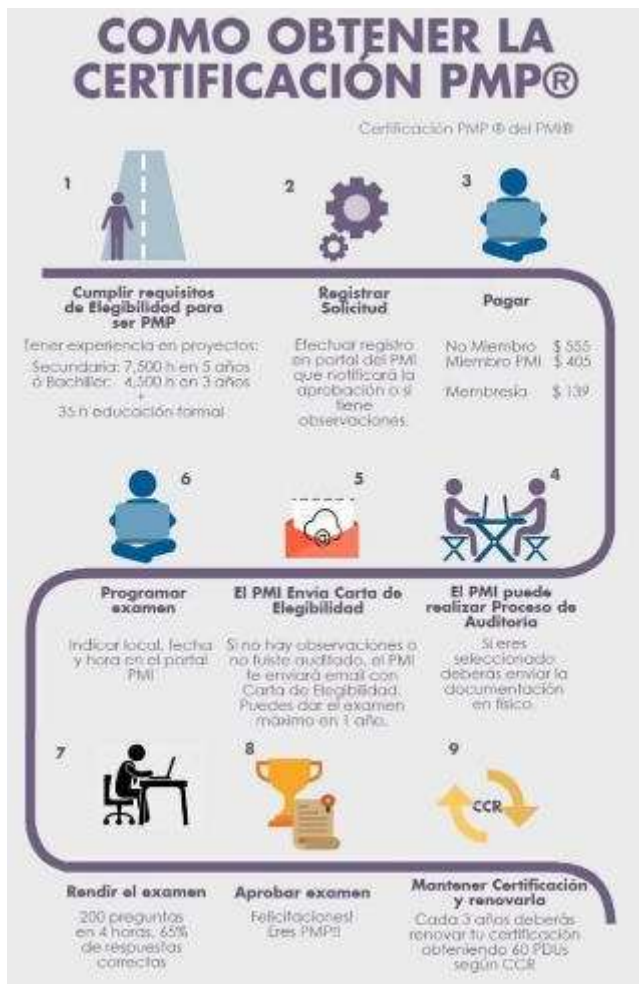 COMO OBTENER LA
CERTIFICACIÓN PMP®
Certificación PMP ® del PMI®
1
2
3
Cumplir requisitos
de Elegibilidad para
ser PMP
Tener experiencia en proyectos:
Secundaria: 7,500 h en 5 años
ó Bachiller: 4,500 h en 3 años
+
35 h educación formal
Registrar
Solicitud
Efectuar registro
en portal del PMI
que notificará la
aprobación o si
tiene
observaciones.
Pagar
No Miembro $ 555
Miembro PMI $ 405
Membresía $ 139
4
El PMI puede
realizar Proceso de
Auditoría
Si eres
seleccionado
deberás enviar la
documentación
en físico.
5
@
El PMI Envia Carta de
Elegibilidad
Si no hay observaciones o
no fuiste auditado, el PMI
te enviará email con
Carta de Elegibilidad.
Puedes dar el examen
máximo en 1 año.
6
Programar
examen
Indicar local, fecha
y hora en el portal
PMI
7
Rendir el examen
200 preguntas
en 4 horas, 65%
de respuestas
correctas
8
Aprobar examen
Felicitaciones!
Eres PMP!!
9
CCR
Mantener Certificación
y renovarla
Cada 3 años deberás
renovar tu certificación
obteniendo 60 PDUs
según CCR